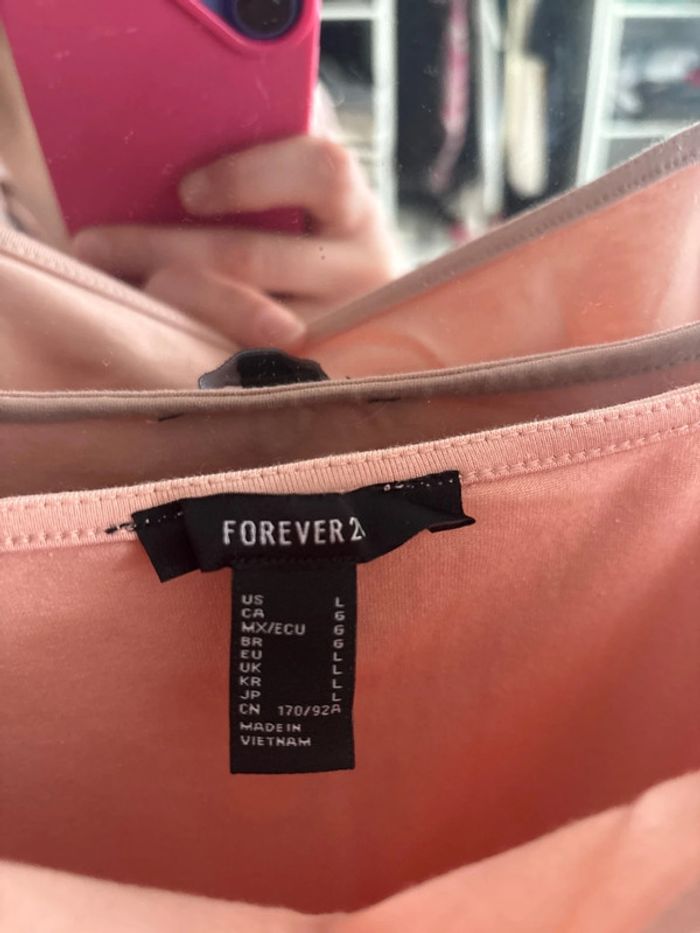 FOREVER 2
US L
CA G
MX/ECU G
BR G
EU L
UK L
KR L
JP L
CN 170/92A
MADE IN
VIETNAM